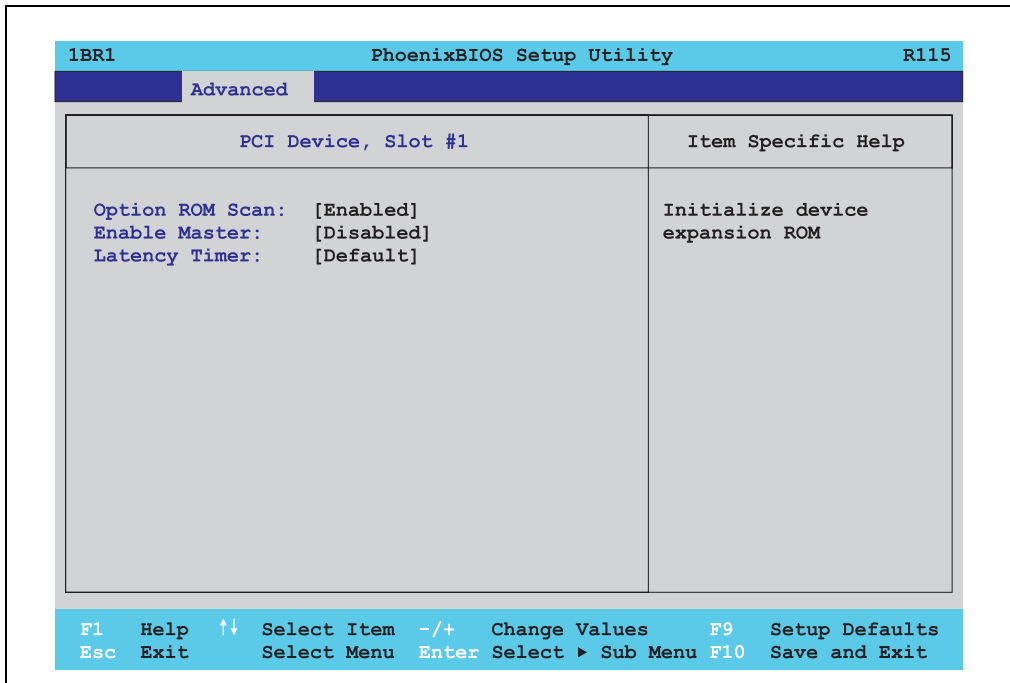 1BR1 PhoenixBIOS Setup Utility R115
Advanced
PCI Device, Slot #1 Item Specific Help
Option ROM Scan: [Enabled] Initialize device
Enable Master: [Disabled] expansion ROM
Latency Timer: [Default]
F1 Help ↑↓ Select Item -/+ Change Values F9 Setup Defaults
Esc Exit Select Menu Enter Select ▶ Sub Menu F10 Save and Exit